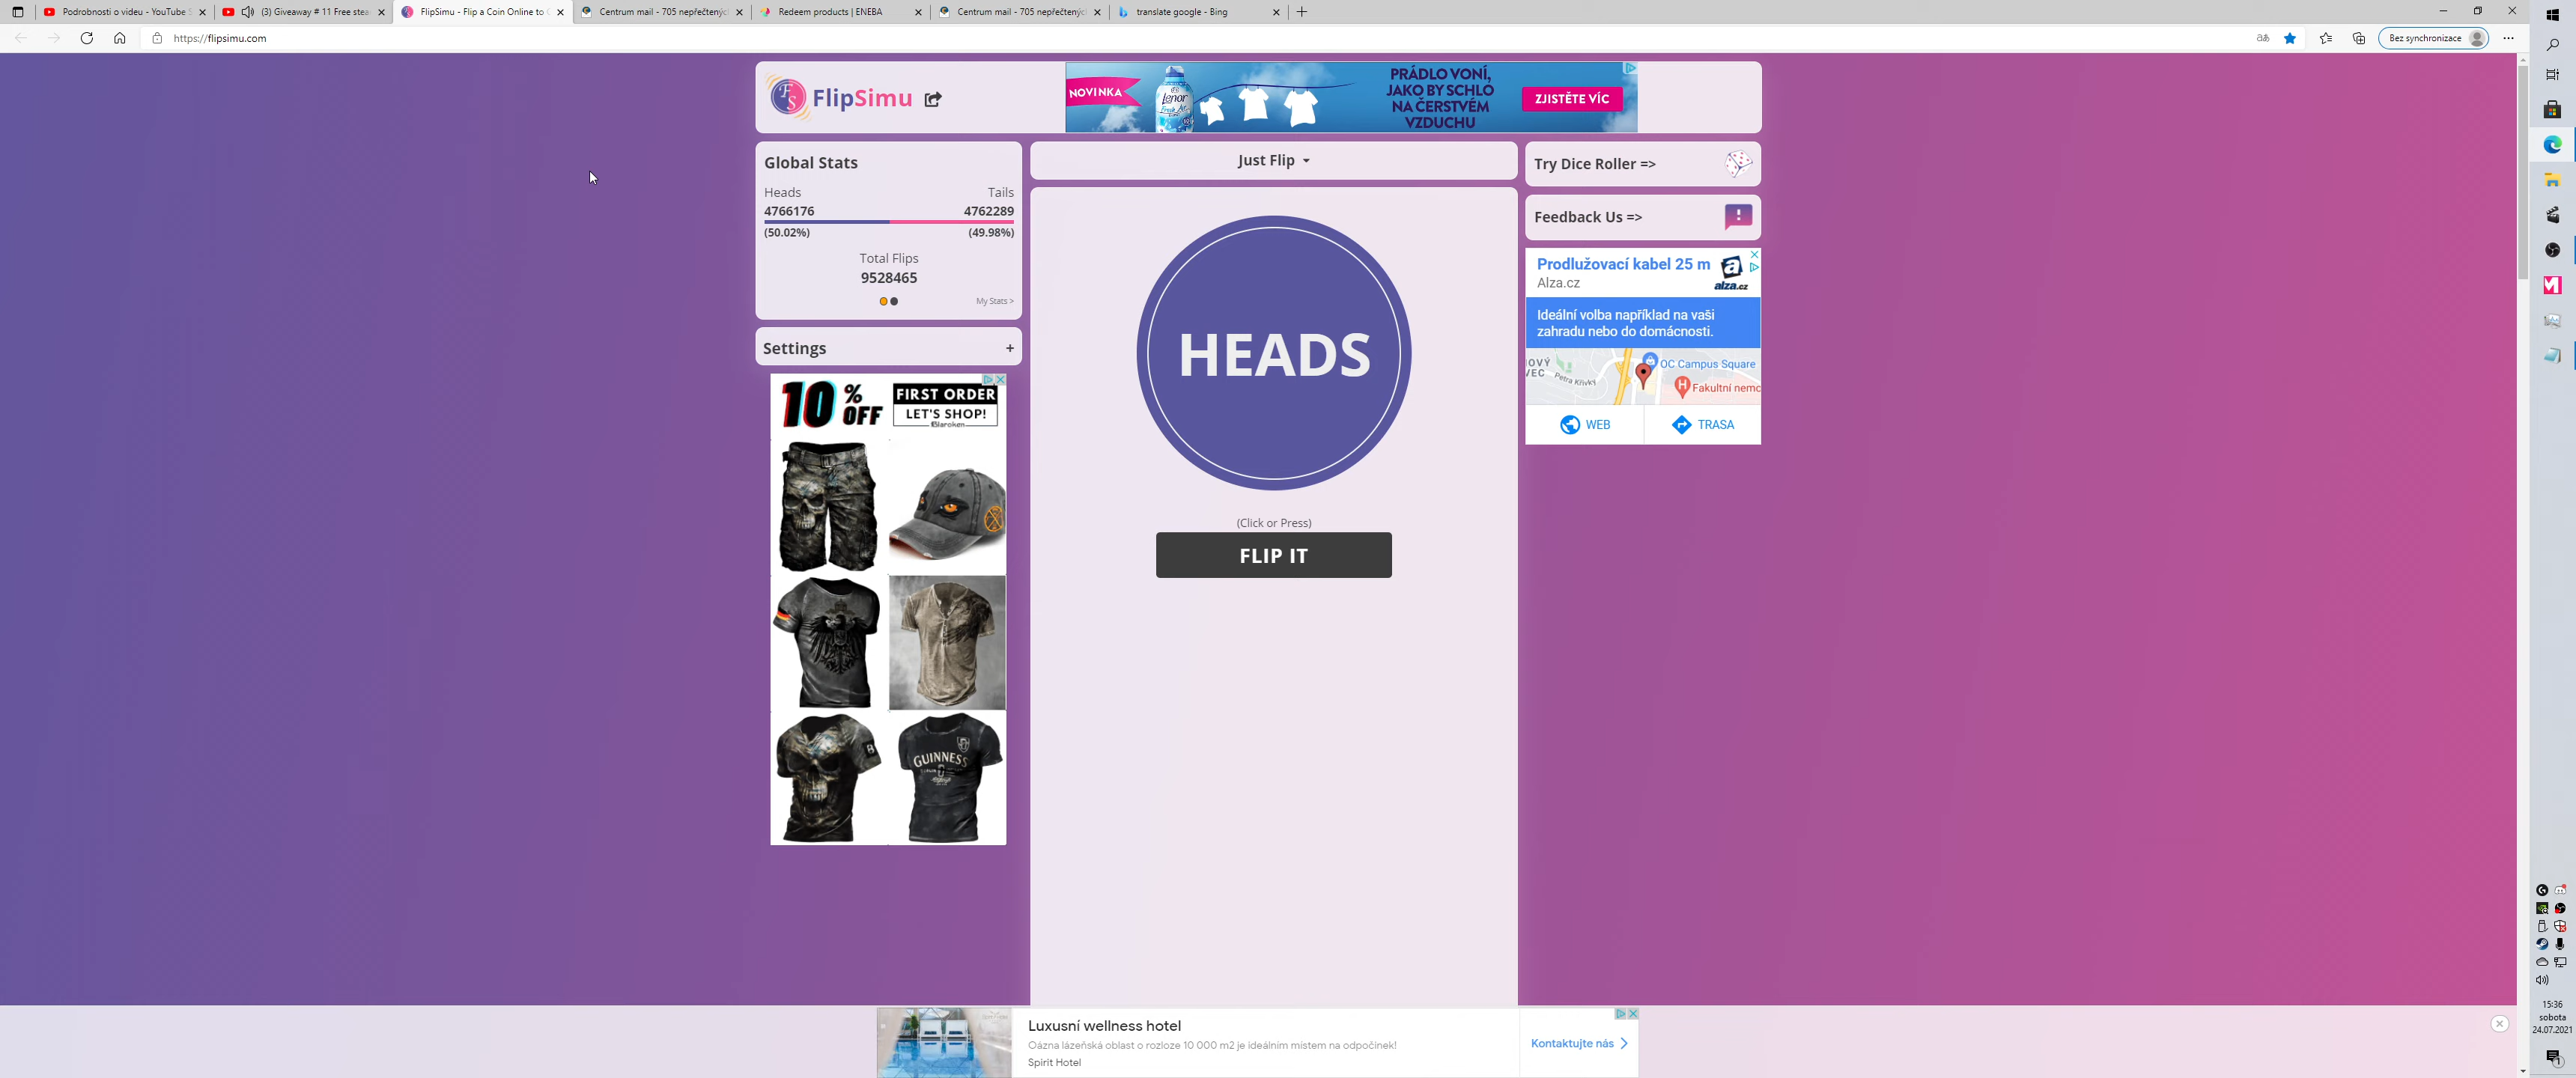 Podrobnosti o videu - YouTube S
(3) Giveaway # 11 Free stea
FlipSimu - Flip a Coin Online to C
Centrum mail - 705 nepřečtenýc
Redeem products | ENEBA
Centrum mail - 705 nepřečtenýc
translate google - Bing
https://flipsimu.com
Bez synchronizace
FS
FlipSimu
NOVINKA
Lenor
PRÁDLO VONÍ,
JAKO BY SCHLO
NA ČERSTVÉM
VZDUCHU
ZJISTĚTE VÍC
Global Stats
Heads
Tails
4766176
4762289
(50.02%)
(49.98%)
Total Flips
9528465
My Stats >
Settings
+
10 % OFF
FIRST ORDER
LET'S SHOP!
Blaroken
GUINNESS
Just Flip
HEADS
(Click or Press)
FLIP IT
Try Dice Roller =>
Feedback Us =>
Prodlužovací kabel 25 m
Alza.cz
alza.cz
Ideální volba například na vaši
zahradu nebo do domácnosti.
OC Campus Square
Petra Křivky
Fakultní nemo
WEB
TRASA
Luxusní wellness hotel
Oázna lázeňská oblast o rozloze 10 000 m2 je ideálním místem na odpočinek!
Spirit Hotel
Kontaktujte nás
15:36
sobota
24.07.2021
1